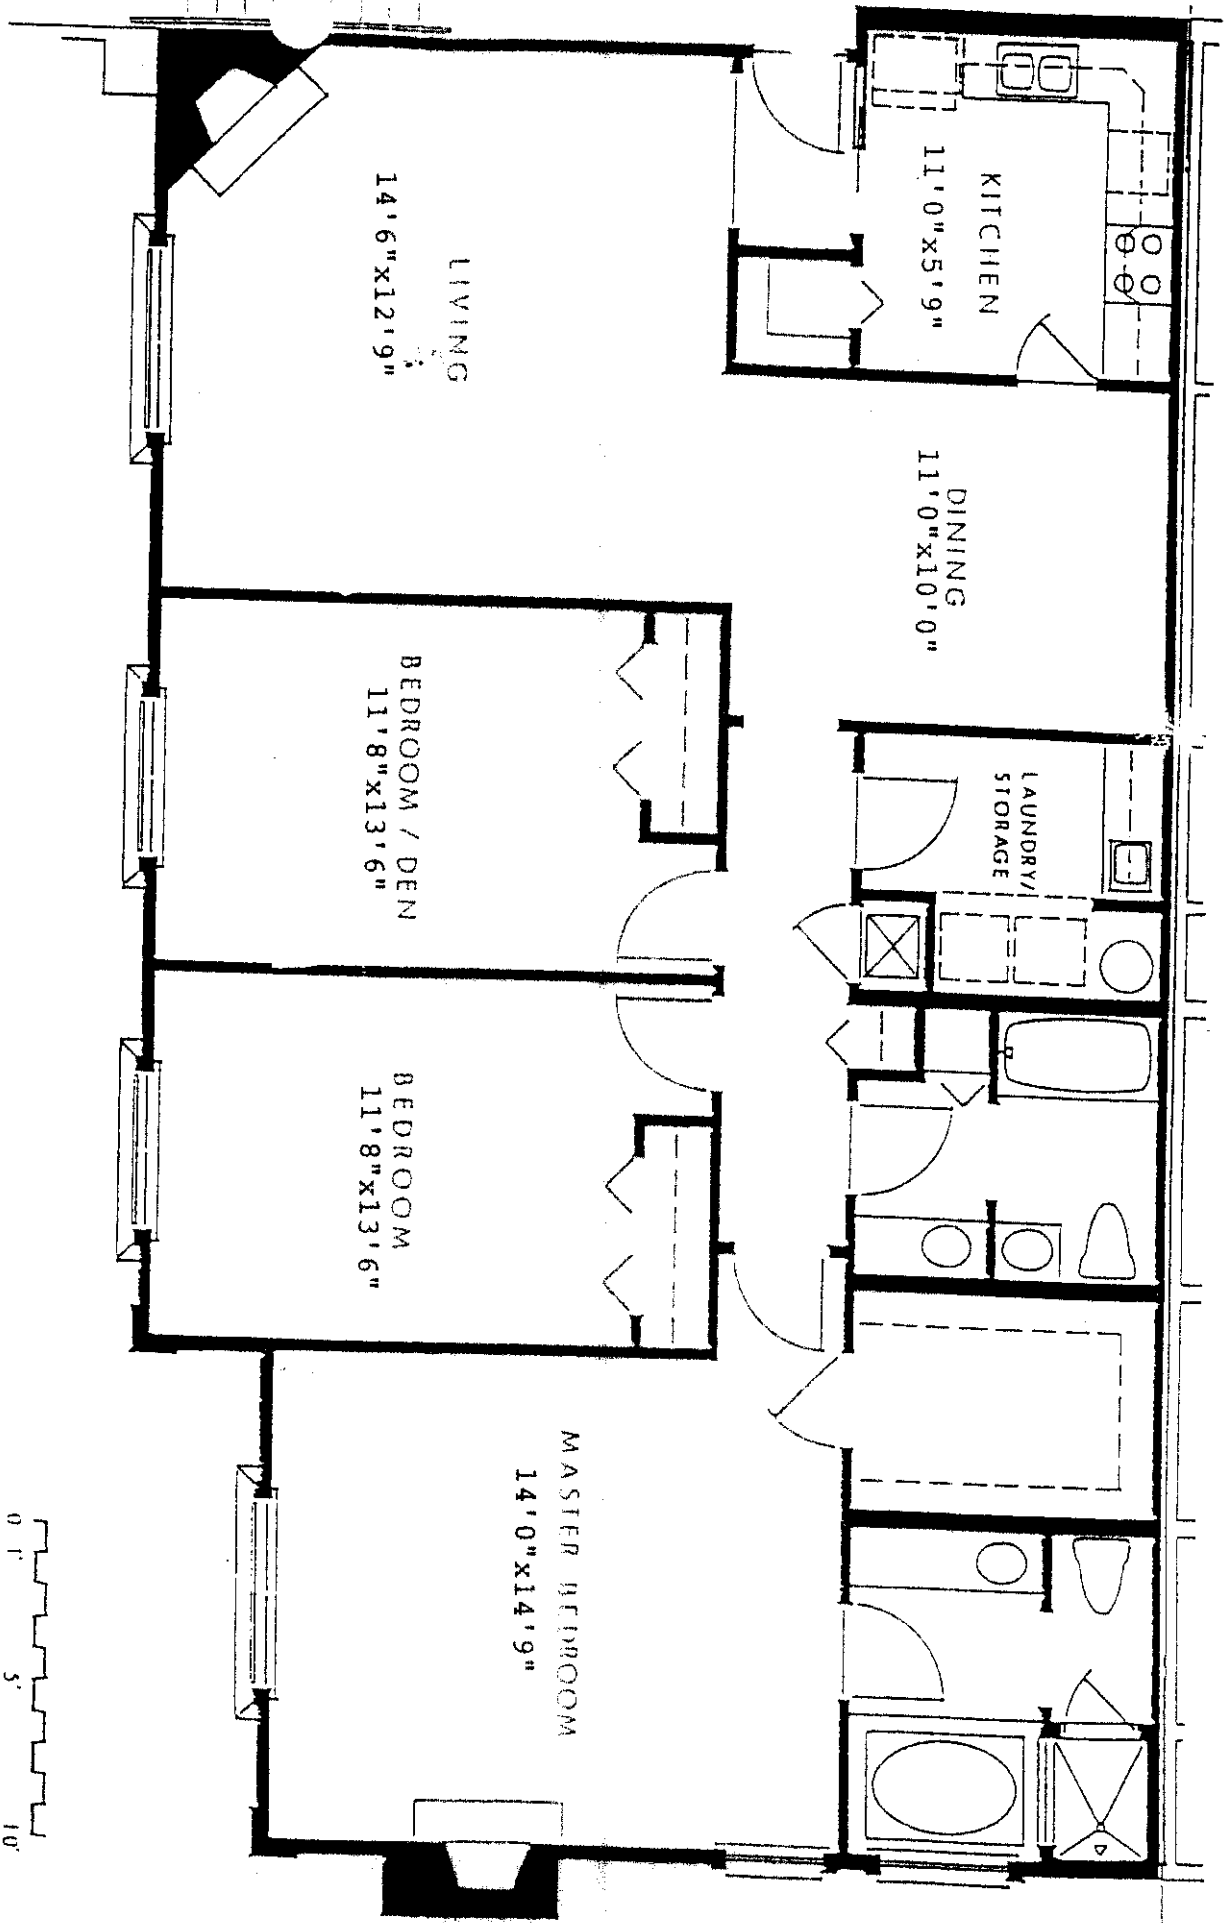 KITCHEN
11'0"x5'9"
LIVING
14'6"x12'9"
DINING
11'0"x10'0"
LAUNDRY/
STORAGE
BEDROOM / DEN
11'8"x13'6"
BEDROOM
11'8"x13'6"
MASTER BEDROOM
14'0"x14'9"
0 1' 5' 10'